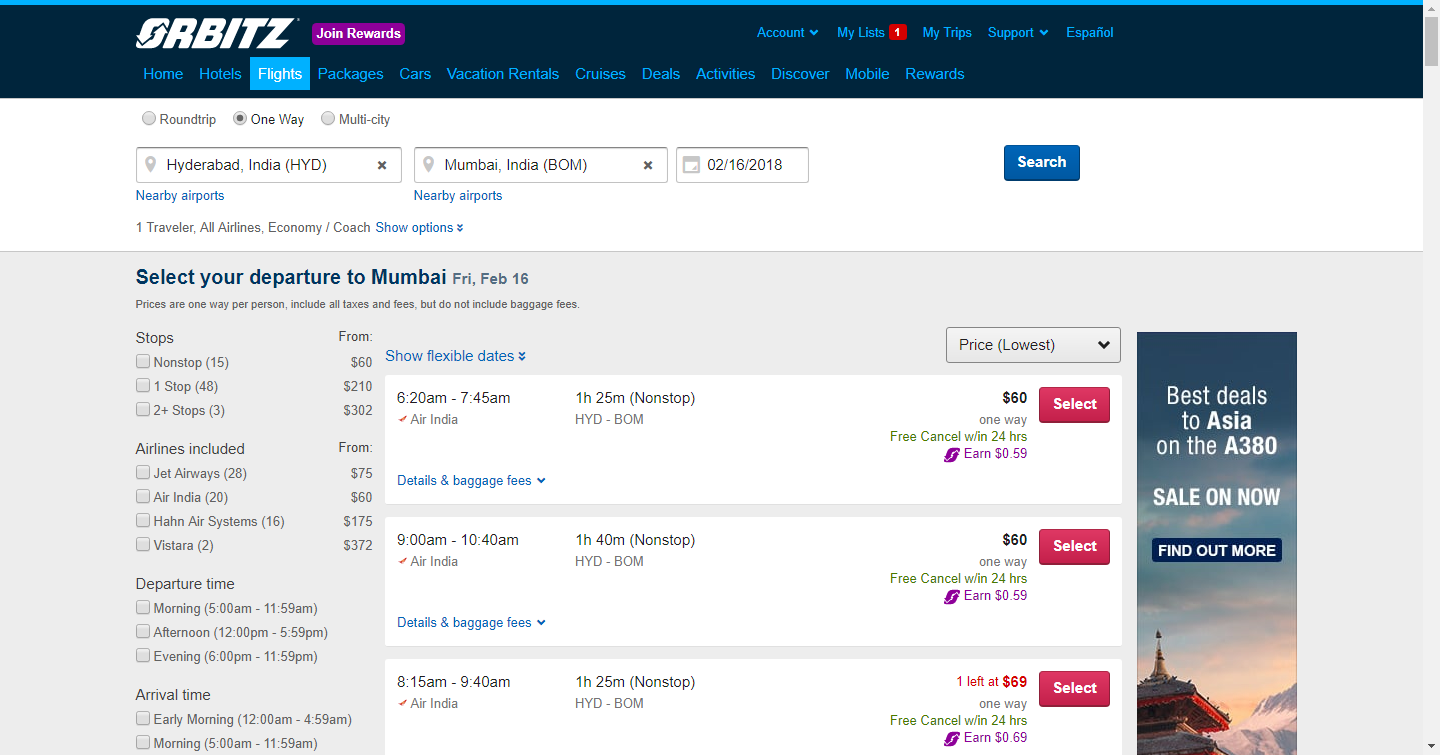 ORBITZ Join Rewards
Account My Lists 1 My Trips Support Español
Home Hotels Flights Packages Cars Vacation Rentals Cruises Deals Activities Discover Mobile Rewards
Roundtrip One Way Multi-city
Hyderabad, India (HYD) Mumbai, India (BOM) 02/16/2018 Search
Nearby airports Nearby airports
1 Traveler, All Airlines, Economy / Coach Show options
Select your departure to Mumbai Fri, Feb 16
Prices are one way per person, include all taxes and fees, but do not include baggage fees.
Stops From:
Nonstop (15) $60
1 Stop (48) $210
2+ Stops (3) $302
Airlines included From:
Jet Airways (28) $75
Air India (20) $60
Hahn Air Systems (16) $175
Vistara (2) $372
Departure time
Morning (5:00am - 11:59am)
Afternoon (12:00pm - 5:59pm)
Evening (6:00pm - 11:59pm)
Arrival time
Early Morning (12:00am - 4:59am)
Morning (5:00am - 11:59am)
Show flexible dates
Price (Lowest)
6:20am - 7:45am 1h 25m (Nonstop) $60 Select
Air India HYD - BOM one way
Free Cancel w/in 24 hrs
Earn $0.59
Details & baggage fees
9:00am - 10:40am 1h 40m (Nonstop) $60 Select
Air India HYD - BOM one way
Free Cancel w/in 24 hrs
Earn $0.59
Details & baggage fees
8:15am - 9:40am 1h 25m (Nonstop) 1 left at $69 Select
Air India HYD - BOM one way
Free Cancel w/in 24 hrs
Earn $0.69
Best deals
to Asia
on the A380
SALE ON NOW
FIND OUT MORE